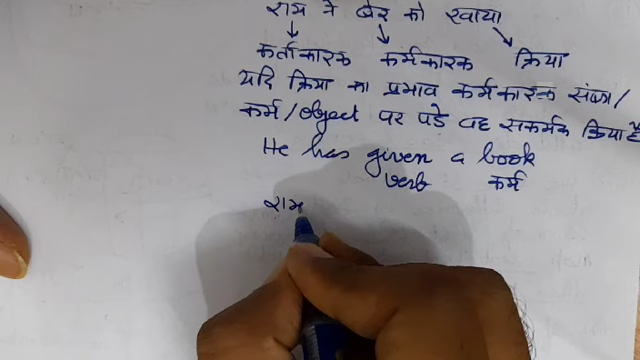 राम ने बेर को खाया
कर्ताकारक कर्मकारक क्रिया
यदि क्रिया का प्रभाव कर्मकारक संज्ञा/
कर्म/object पर पडे वह सकर्मक क्रिया है
He has given a book
verb कर्म
राम